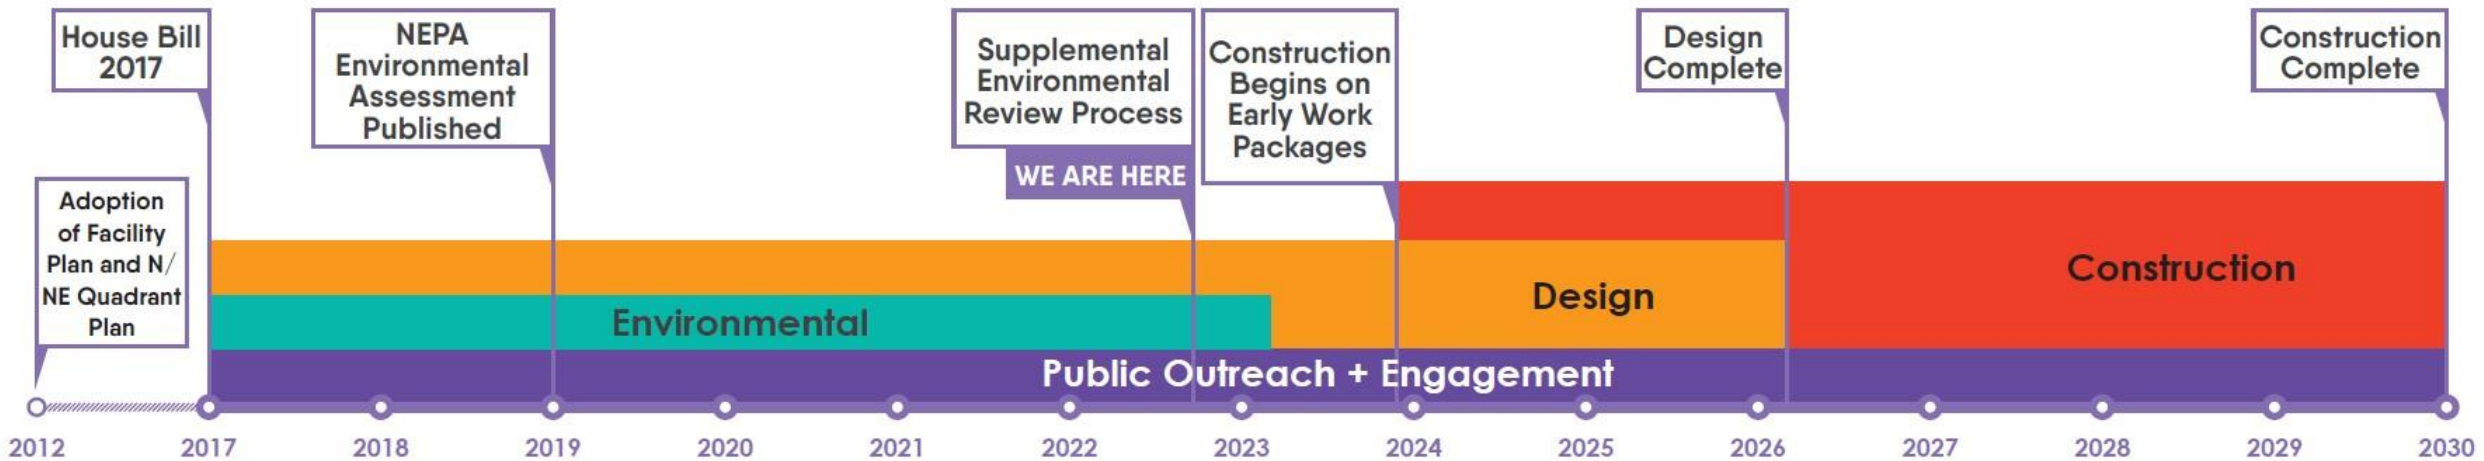 House Bill
2017
NEPA
Environmental
Assessment
Published
Supplemental
Environmental
Review Process
WE ARE HERE
Construction
Begins on
Early Work
Packages
Design
Complete
Construction
Complete
Adoption
of Facility
Plan and N/
NE Quadrant
Plan
Environmental
Design
Construction
Public Outreach + Engagement
2012 2017 2018 2019 2020 2021 2022 2023 2024 2025 2026 2027 2028 2029 2030